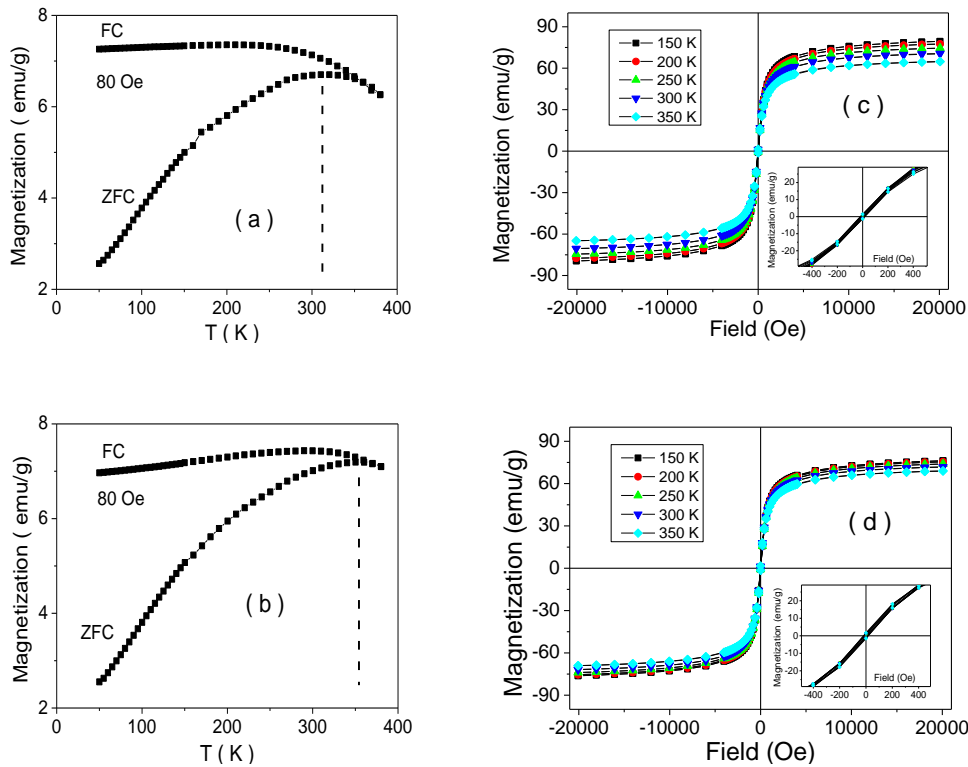 Magnetization ( emu/g)
8
6
4
2
FC
80 Oe
ZFC
( a )
0 100 200 300 400
T ( K )
Magnetization (emu/g)
90
60
30
0
-30
-60
-90
150 K
200 K
250 K
300 K
350 K
( c )
Magnetization (emu/g)
20
10
0
-10
-20
Field (Oe)
-400 -200 0 200 400
-20000 -10000 0 10000 20000
Field (Oe)
Magnetization ( emu/g)
8
6
4
2
FC
80 Oe
ZFC
( b )
0 100 200 300 400
T ( K )
Magnetization (emu/g)
90
60
30
0
-30
-60
-90
150 K
200 K
250 K
300 K
350 K
( d )
Magnetization (emu/g)
20
10
0
-10
-20
Field (Oe)
-400 -200 0 200 400
-20000 -10000 0 10000 20000
Field (Oe)